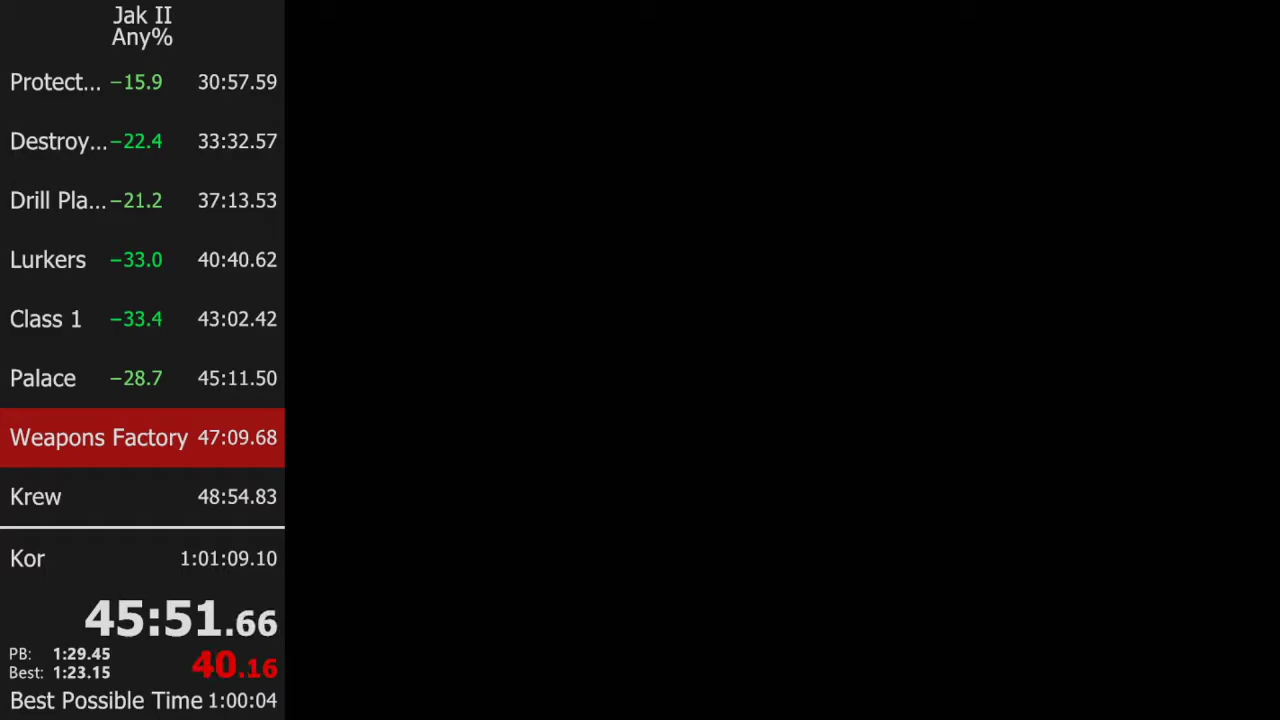 Jak II
Any%
Protect... −15.9 30:57.59
Destroy... −22.4 33:32.57
Drill Pla... −21.2 37:13.53
Lurkers −33.0 40:40.62
Class 1 −33.4 43:02.42
Palace −28.7 45:11.50
Weapons Factory 47:09.68
Krew 48:54.83
Kor 1:01:09.10
45:51.66
PB: 1:29.45
Best: 1:23.15
40.16
Best Possible Time 1:00:04